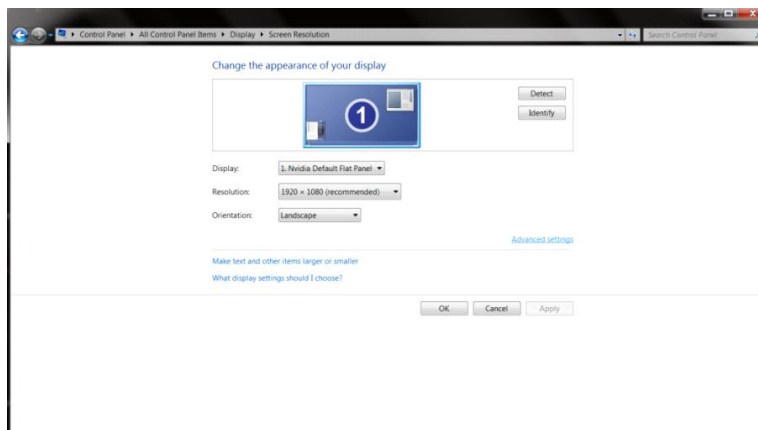 Control Panel ▸ All Control Panel Items ▸ Display ▸ Screen Resolution
Search Control Panel
Change the appearance of your display
1
Detect
Identify
Display: 1. Nvidia Default Flat Panel
Resolution: 1920 × 1080 (recommended)
Orientation: Landscape
Advanced settings
Make text and other items larger or smaller
What display settings should I choose?
OK Cancel Apply